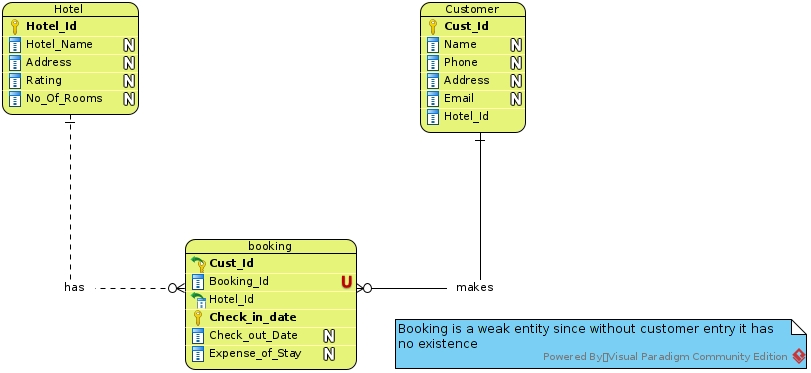 Hotel
Hotel_Id
Hotel_Name N
Address N
Rating N
No_Of_Rooms N
Customer
Cust_Id
Name N
Phone N
Address N
Email N
Hotel_Id
has
makes
booking
Cust_Id
Booking_Id U
Hotel_Id
Check_in_date
Check_out_Date N
Expense_of_Stay N
Booking is a weak entity since without customer entry it has
no existence
Powered By▯Visual Paradigm Community Edition